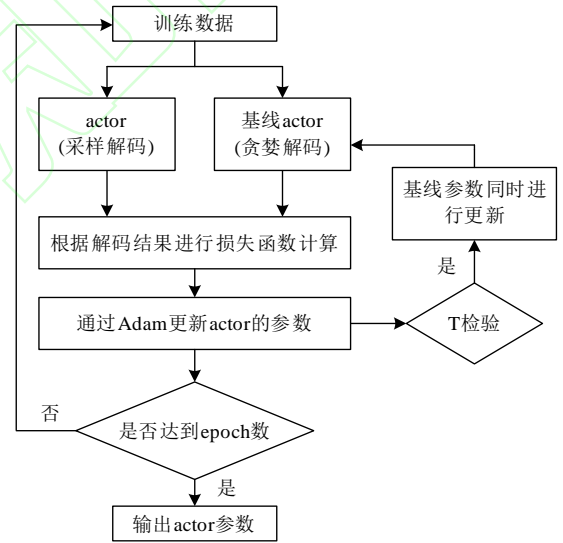 训练数据
actor
(采样解码)
基线actor
(贪婪解码)
基线参数同时进
行更新
根据解码结果进行损失函数计算
是
通过Adam更新actor的参数
T检验
否
是否达到epoch数
是
输出actor参数